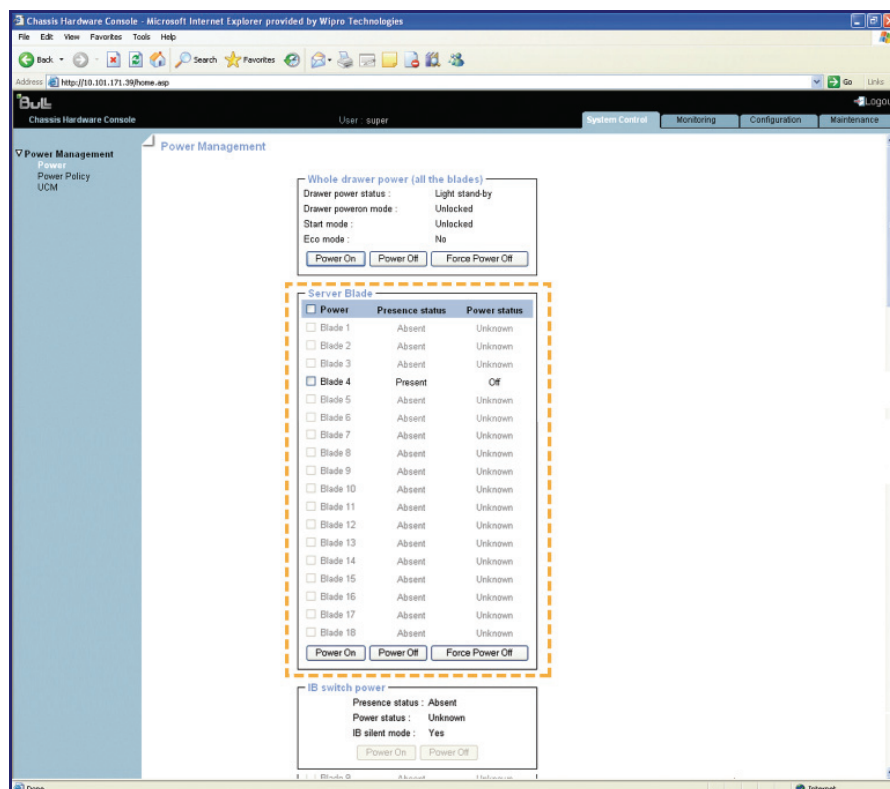 Chassis Hardware Console - Microsoft Internet Explorer provided by Wipro Technologies
File Edit View Favorites Tools Help
Back Search Favorites
Address http://10.101.171.39/home.asp Go Links
Bull Logou
Chassis Hardware Console User : super System Control Monitoring Configuration Maintenance
Power Management
Power
Power Policy
UCM
Power Management
Whole drawer power (all the blades)
Drawer power status : Light stand-by
Drawer poweron mode : Unlocked
Start mode : Unlocked
Eco mode : No
Power On Power Off Force Power Off
Server Blade
Power Presence status Power status
Blade 1 Absent Unknown
Blade 2 Absent Unknown
Blade 3 Absent Unknown
Blade 4 Present Off
Blade 5 Absent Unknown
Blade 6 Absent Unknown
Blade 7 Absent Unknown
Blade 8 Absent Unknown
Blade 9 Absent Unknown
Blade 10 Absent Unknown
Blade 11 Absent Unknown
Blade 12 Absent Unknown
Blade 13 Absent Unknown
Blade 14 Absent Unknown
Blade 15 Absent Unknown
Blade 16 Absent Unknown
Blade 17 Absent Unknown
Blade 18 Absent Unknown
Power On Power Off Force Power Off
IB switch power
Presence status : Absent
Power status : Unknown
IB silent mode : Yes
Power On Power Off
Blade 9 Absent Unknown
Done Internet